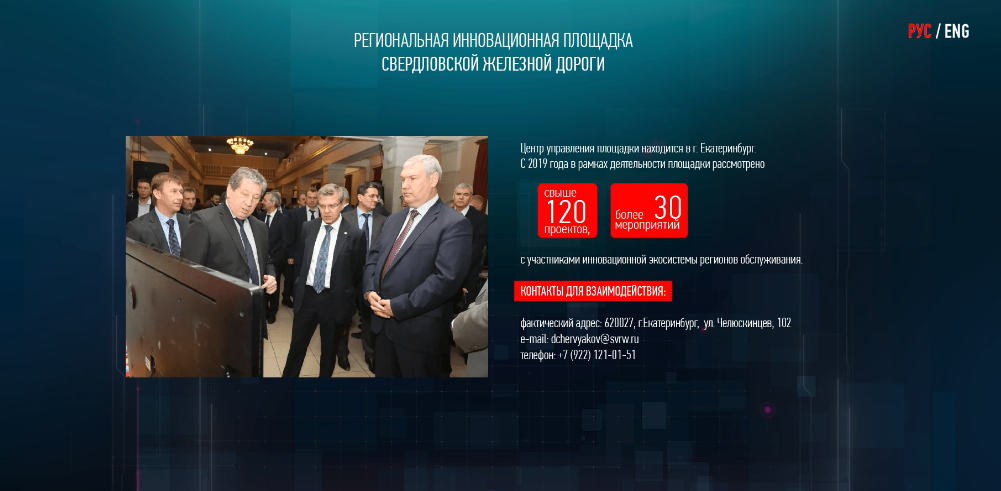 РУС / ENG
РЕГИОНАЛЬНАЯ ИННОВАЦИОННАЯ ПЛОЩАДКА
СВЕРДЛОВСКОЙ ЖЕЛЕЗНОЙ ДОРОГИ
Центр управления площадки находится в г. Екатеринбург.
С 2019 года в рамках деятельности площадки рассмотрено
свыше
120
проектов,
более 30
мероприятий
с участниками инновационной экосистемы регионов обслуживания.
КОНТАКТЫ ДЛЯ ВЗАИМОДЕЙСТВИЯ:
фактический адрес: 620027, г.Екатеринбург, ул. Челюскинцев, 102
e-mail: dchervyakov@svrw.ru
телефон: +7 (922) 121-01-51